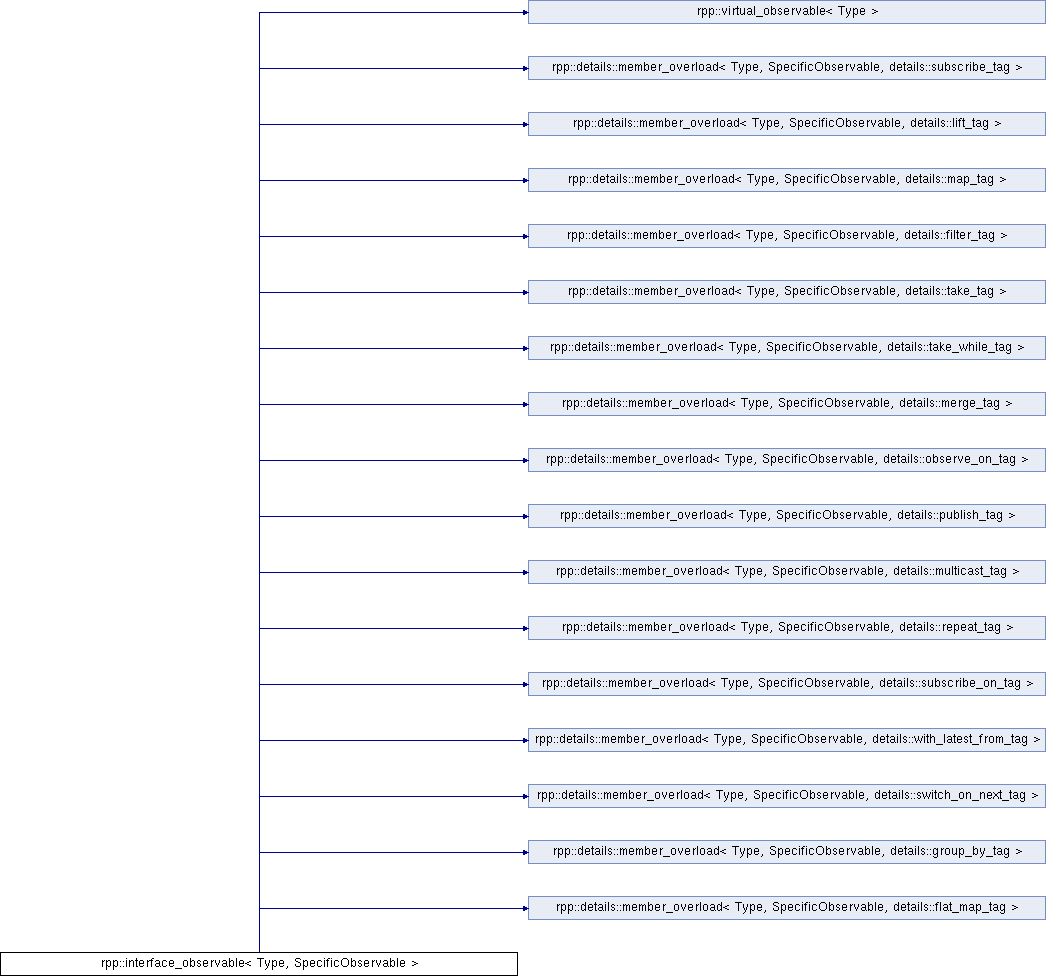 rpp::virtual_observable< Type >
rpp::details::member_overload< Type, SpecificObservable, details::subscribe_tag >
rpp::details::member_overload< Type, SpecificObservable, details::lift_tag >
rpp::details::member_overload< Type, SpecificObservable, details::map_tag >
rpp::details::member_overload< Type, SpecificObservable, details::filter_tag >
rpp::details::member_overload< Type, SpecificObservable, details::take_tag >
rpp::details::member_overload< Type, SpecificObservable, details::take_while_tag >
rpp::details::member_overload< Type, SpecificObservable, details::merge_tag >
rpp::details::member_overload< Type, SpecificObservable, details::observe_on_tag >
rpp::details::member_overload< Type, SpecificObservable, details::publish_tag >
rpp::details::member_overload< Type, SpecificObservable, details::multicast_tag >
rpp::details::member_overload< Type, SpecificObservable, details::repeat_tag >
rpp::details::member_overload< Type, SpecificObservable, details::subscribe_on_tag >
rpp::details::member_overload< Type, SpecificObservable, details::with_latest_from_tag >
rpp::details::member_overload< Type, SpecificObservable, details::switch_on_next_tag >
rpp::details::member_overload< Type, SpecificObservable, details::group_by_tag >
rpp::details::member_overload< Type, SpecificObservable, details::flat_map_tag >
rpp::interface_observable< Type, SpecificObservable >